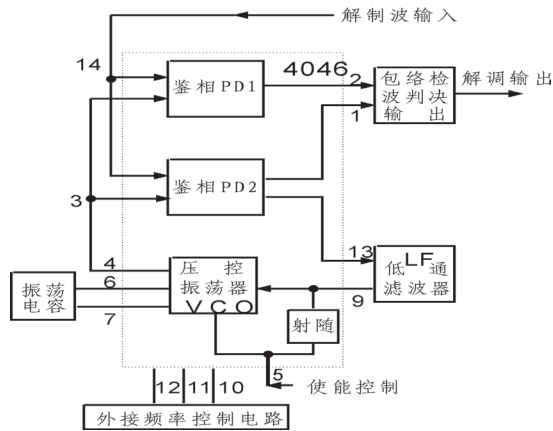 解制波输入
14
4046
鉴相PD1
2
包络检
波判决
输 出
解调输出
1
鉴相PD2
3
13
4
压 控
振荡器
VCO
LF
低 通
滤波器
6
振荡
电容
9
7
射随
5
使能控制
12
11
10
外接频率控制电路